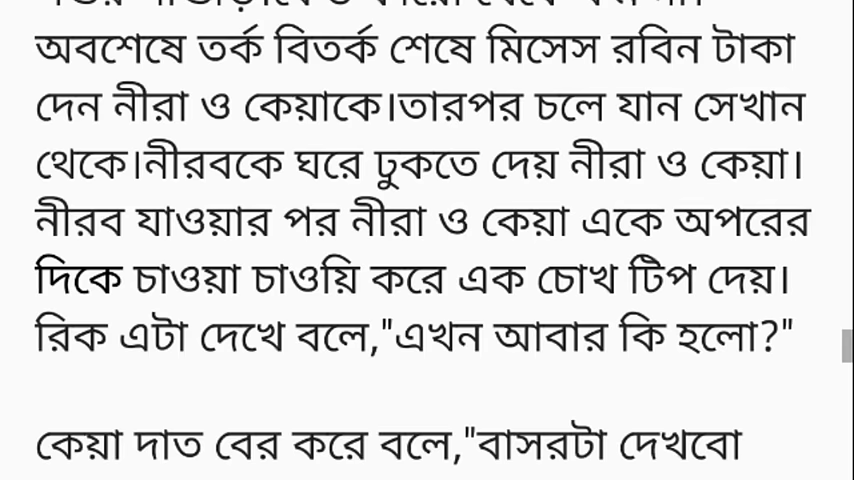 অবশেষে তর্ক বিতর্ক শেষে মিসেস রবিন টাকা
দেন নীরা ও কেয়াকে।তারপর চলে যান সেখান
থেকে।নীরবকে ঘরে ঢুকতে দেয় নীরা ও কেয়া।
নীরব যাওয়ার পর নীরা ও কেয়া একে অপরের
দিকে চাওয়া চাওয়ি করে এক চোখ টিপ দেয়।
রিক এটা দেখে বলে,"এখন আবার কি হলো?"
কেয়া দাত বের করে বলে,"বাসরটা দেখবো